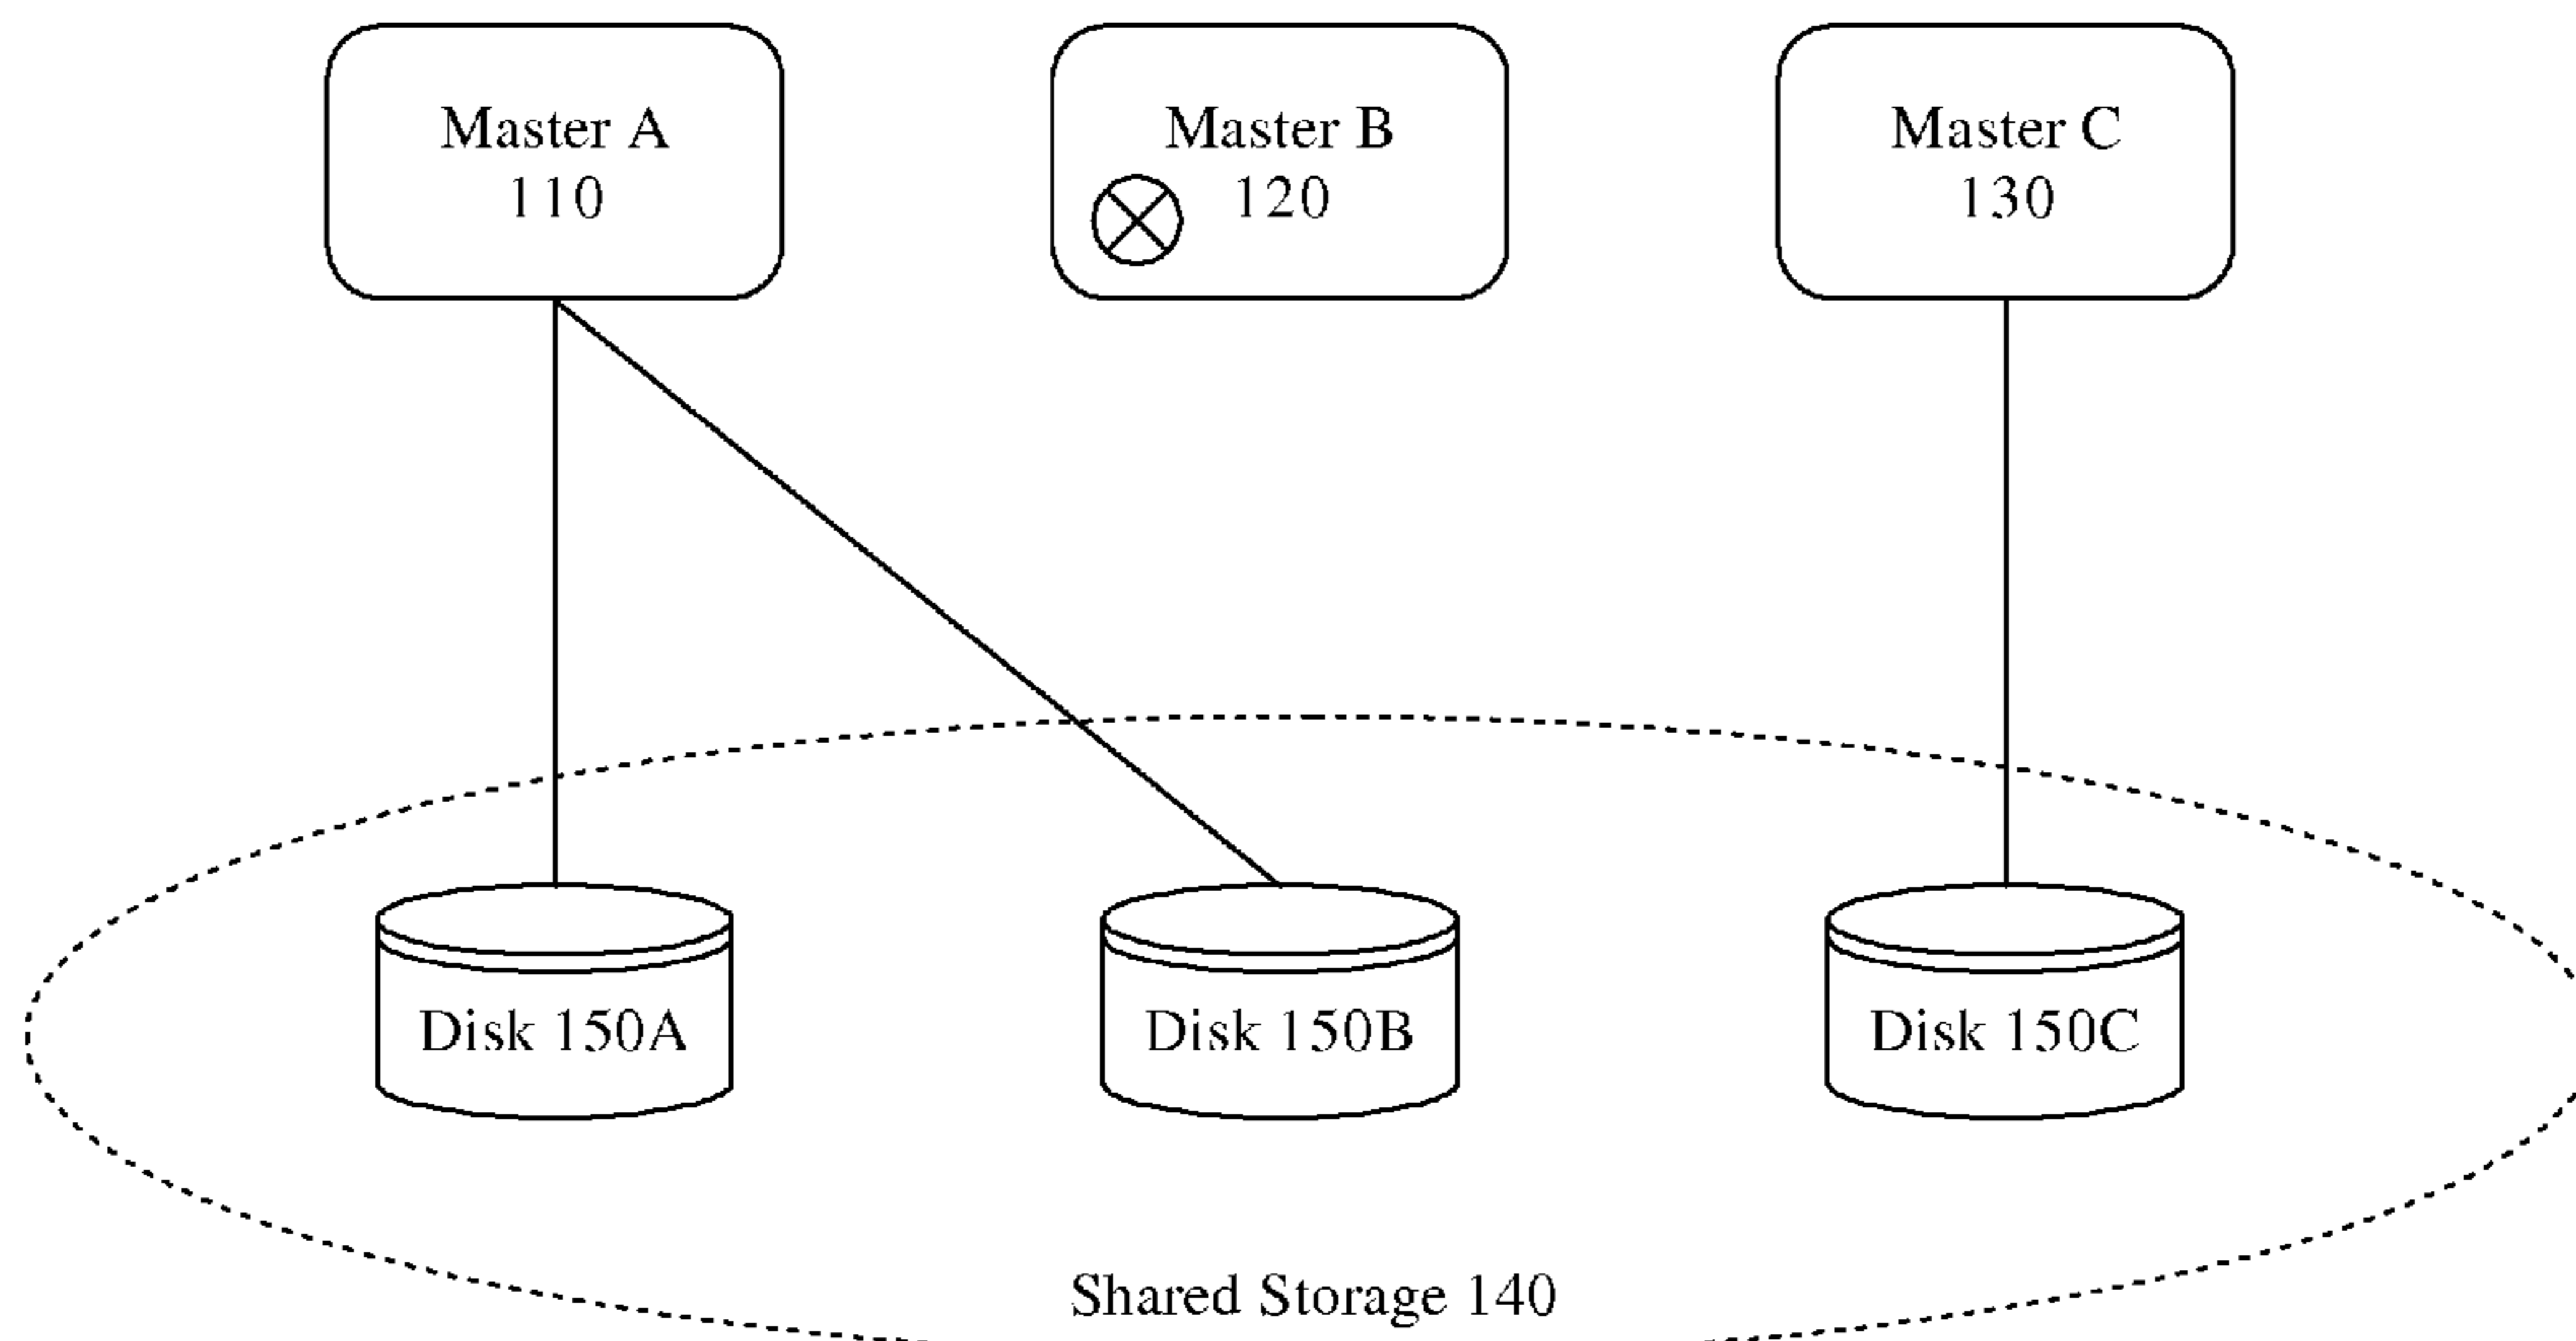 Master A
110
Master B
120
Master C
130
Disk 150A
Disk 150B
Disk 150C
Shared Storage 140